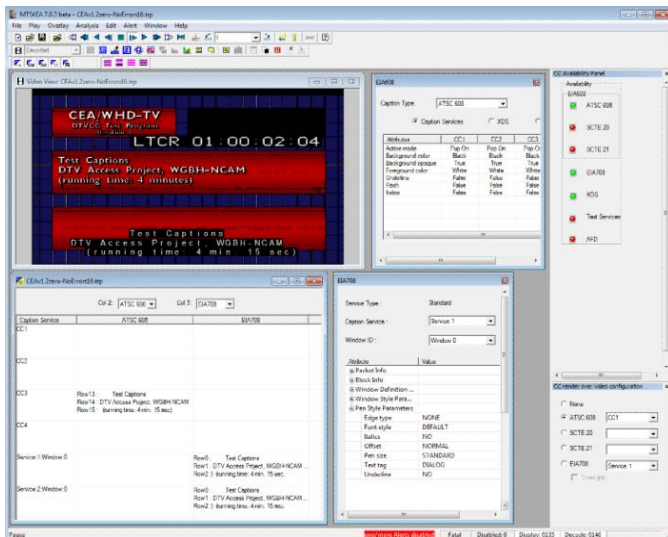 MTS4EA 7.0.3 beta - CEAv1.2zero-NoError16.trp
File Play Overlay Analysis Edit Alert Window Help
Decoded
Video View: CEAv1.2zero-NoError16.trp
CEA/WHD-TV
DTVCC Test Program
LTCR 01:00:02:04
Test Captions
DTV Access Project, WGBH-NCAM
(running time: 4 minutes)
Test Captions
DTV Access Project, WGBH-NCAM
(running time: 4 min. 15 sec)
EIA608
Caption Type: ATSC 608
Caption Services XDS
Attributes CC1 CC2 CC3
Active mode Pop On Pop On Pop On
Background color Black Black Black
Background opaque True True True
Foreground color White White White
Underline False False False
Flash False False False
Italics False False False
CC Availability Panel
Availability
EIA608
ATSC 608
SCTE 20
SCTE 21
EIA708
XDS
Text Services
AFD
CEAv1.2zero-NoError16.trp
Col 2: ATSC 608 Col 3: EIA708
Caption Service ATSC 608 EIA708
CC1
CC2
CC3 Row13 : Test Captions
Row14 : DTV Access Project, WGBH-NCAM
Row15 : (running time: 4 min. 15 sec)
CC4
Service:1:Window:0 Row0 : Test Captions
Row1 : DTV Access Project, WGBH-NCAM ...
Row2 : (running time: 4 min. 15 sec.
Service:2:Window:0 Row0 : Test Captions
Row1 : DTV Access Project, WGBH-NCAM ...
Row2 : (running time: 4 min. 15 sec.
EIA708
Service Type : Standard
Caption Service : Service 1
Window ID : Window 0
Attribute Value
Packet Info
Block Info
Window Definition ...
Window Style Para...
Pen Style Parameters
Edge type NONE
Font style DEFAULT
Italics NO
Offset NORMAL
Pen size STANDARD
Text tag DIALOG
Underline NO
CC render over video configuration
None
ATSC 608 CC1
SCTE 20
SCTE 21
EIA708 Service 1
Pause
one/more Alerts disabled Fatal Disabled: 0 Display: 0135 Decode: 0140